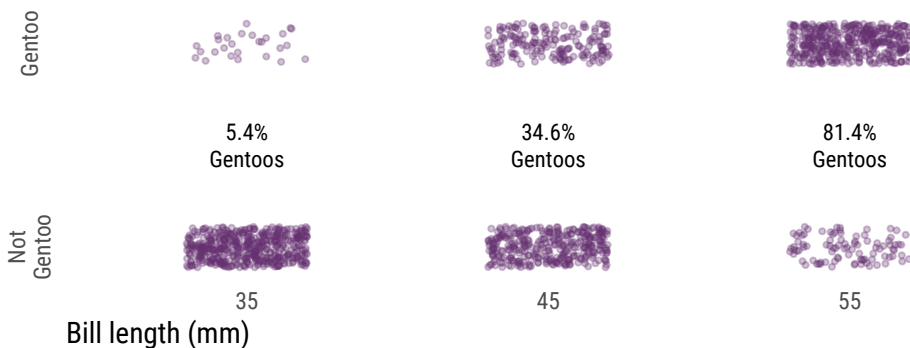 Gentoo
5.4%
Gentoos
34.6%
Gentoos
81.4%
Gentoos
Not
Gentoo
35
45
55
Bill length (mm)